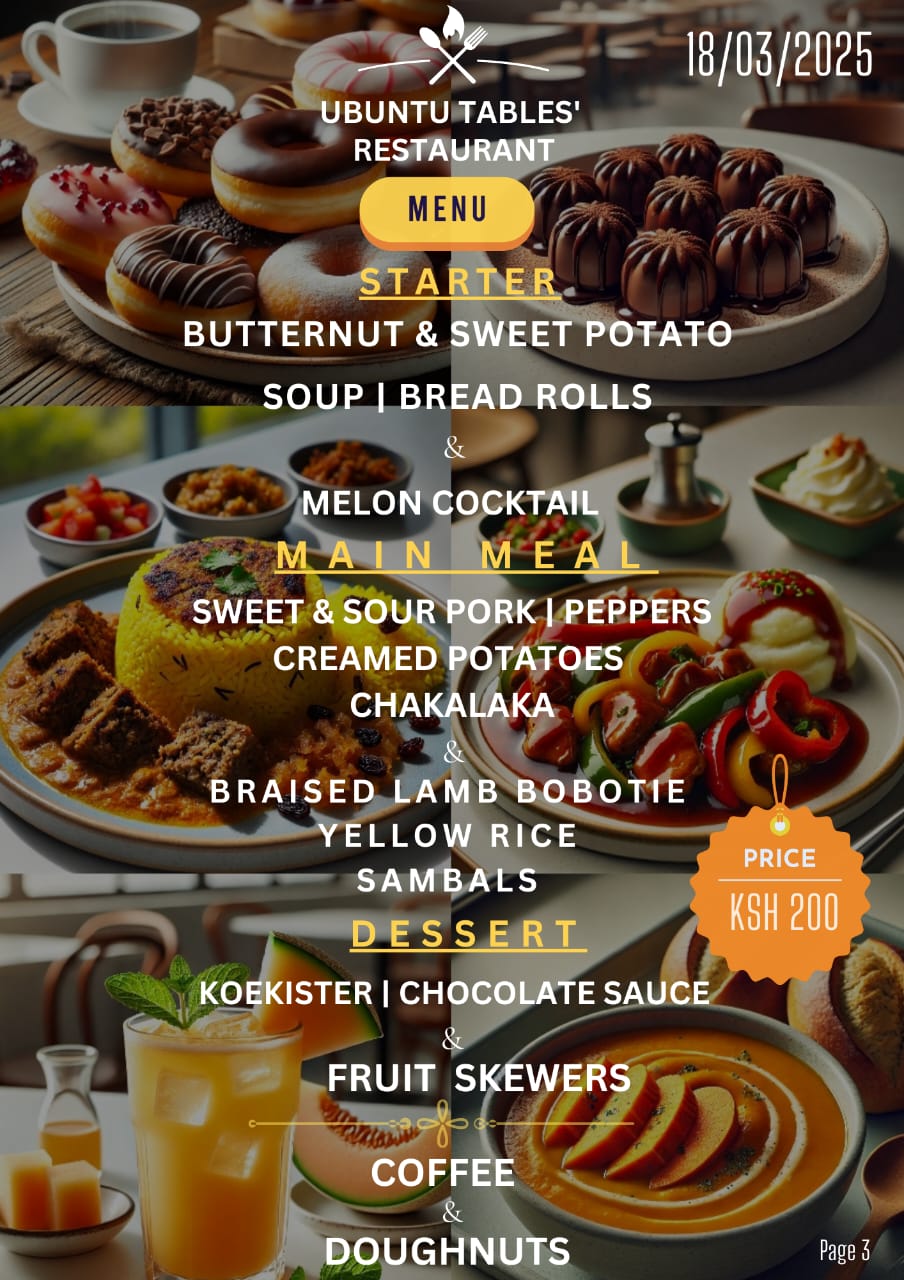 18/03/2025
UBUNTU TABLES'
RESTAURANT
MENU
STARTER
BUTTERNUT & SWEET POTATO
SOUP | BREAD ROLLS
&
MELON COCKTAIL
MAIN MEAL
SWEET & SOUR PORK | PEPPERS
CREAMED POTATOES
CHAKALAKA
&
BRAISED LAMB BOBOTIE
YELLOW RICE
SAMBALS
PRICE
KSH 200
DESSERT
KOEKISTER | CHOCOLATE SAUCE
&
FRUIT SKEWERS
COFFEE
&
DOUGHNUTS
Page 3